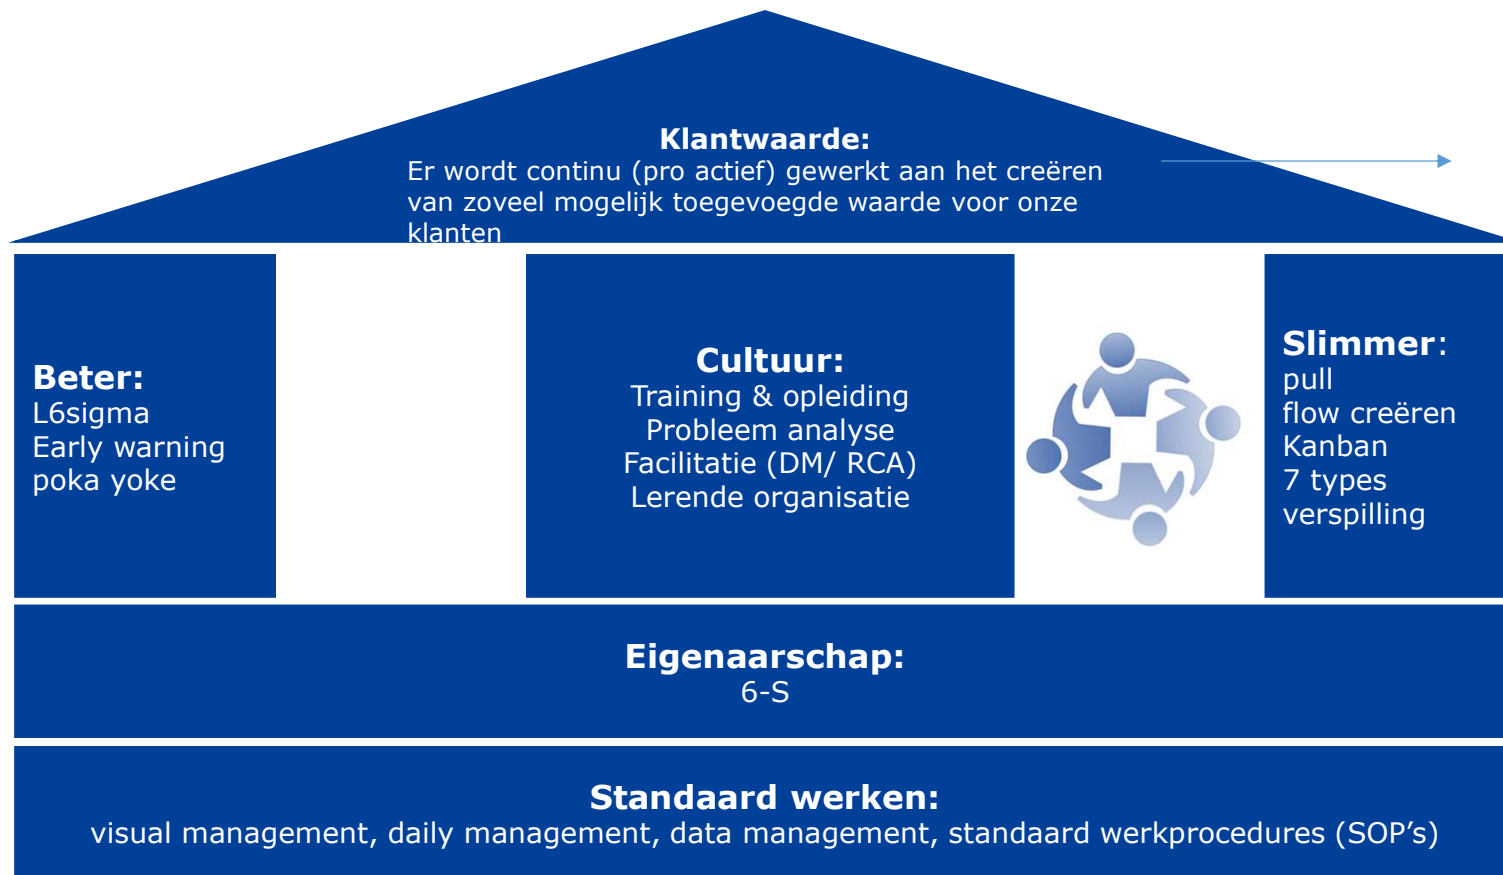 Klantwaarde:
Er wordt continu (pro actief) gewerkt aan het creëren
van zoveel mogelijk toegevoegde waarde voor onze
klanten
Beter:
L6sigma
Early warning
poka yoke
Cultuur:
Training & opleiding
Probleem analyse
Facilitatie (DM/ RCA)
Lerende organisatie
Slimmer:
pull
flow creëren
Kanban
7 types
verspilling
Eigenaarschap:
6-S
Standaard werken:
visual management, daily management, data management, standaard werkprocedures (SOP’s)